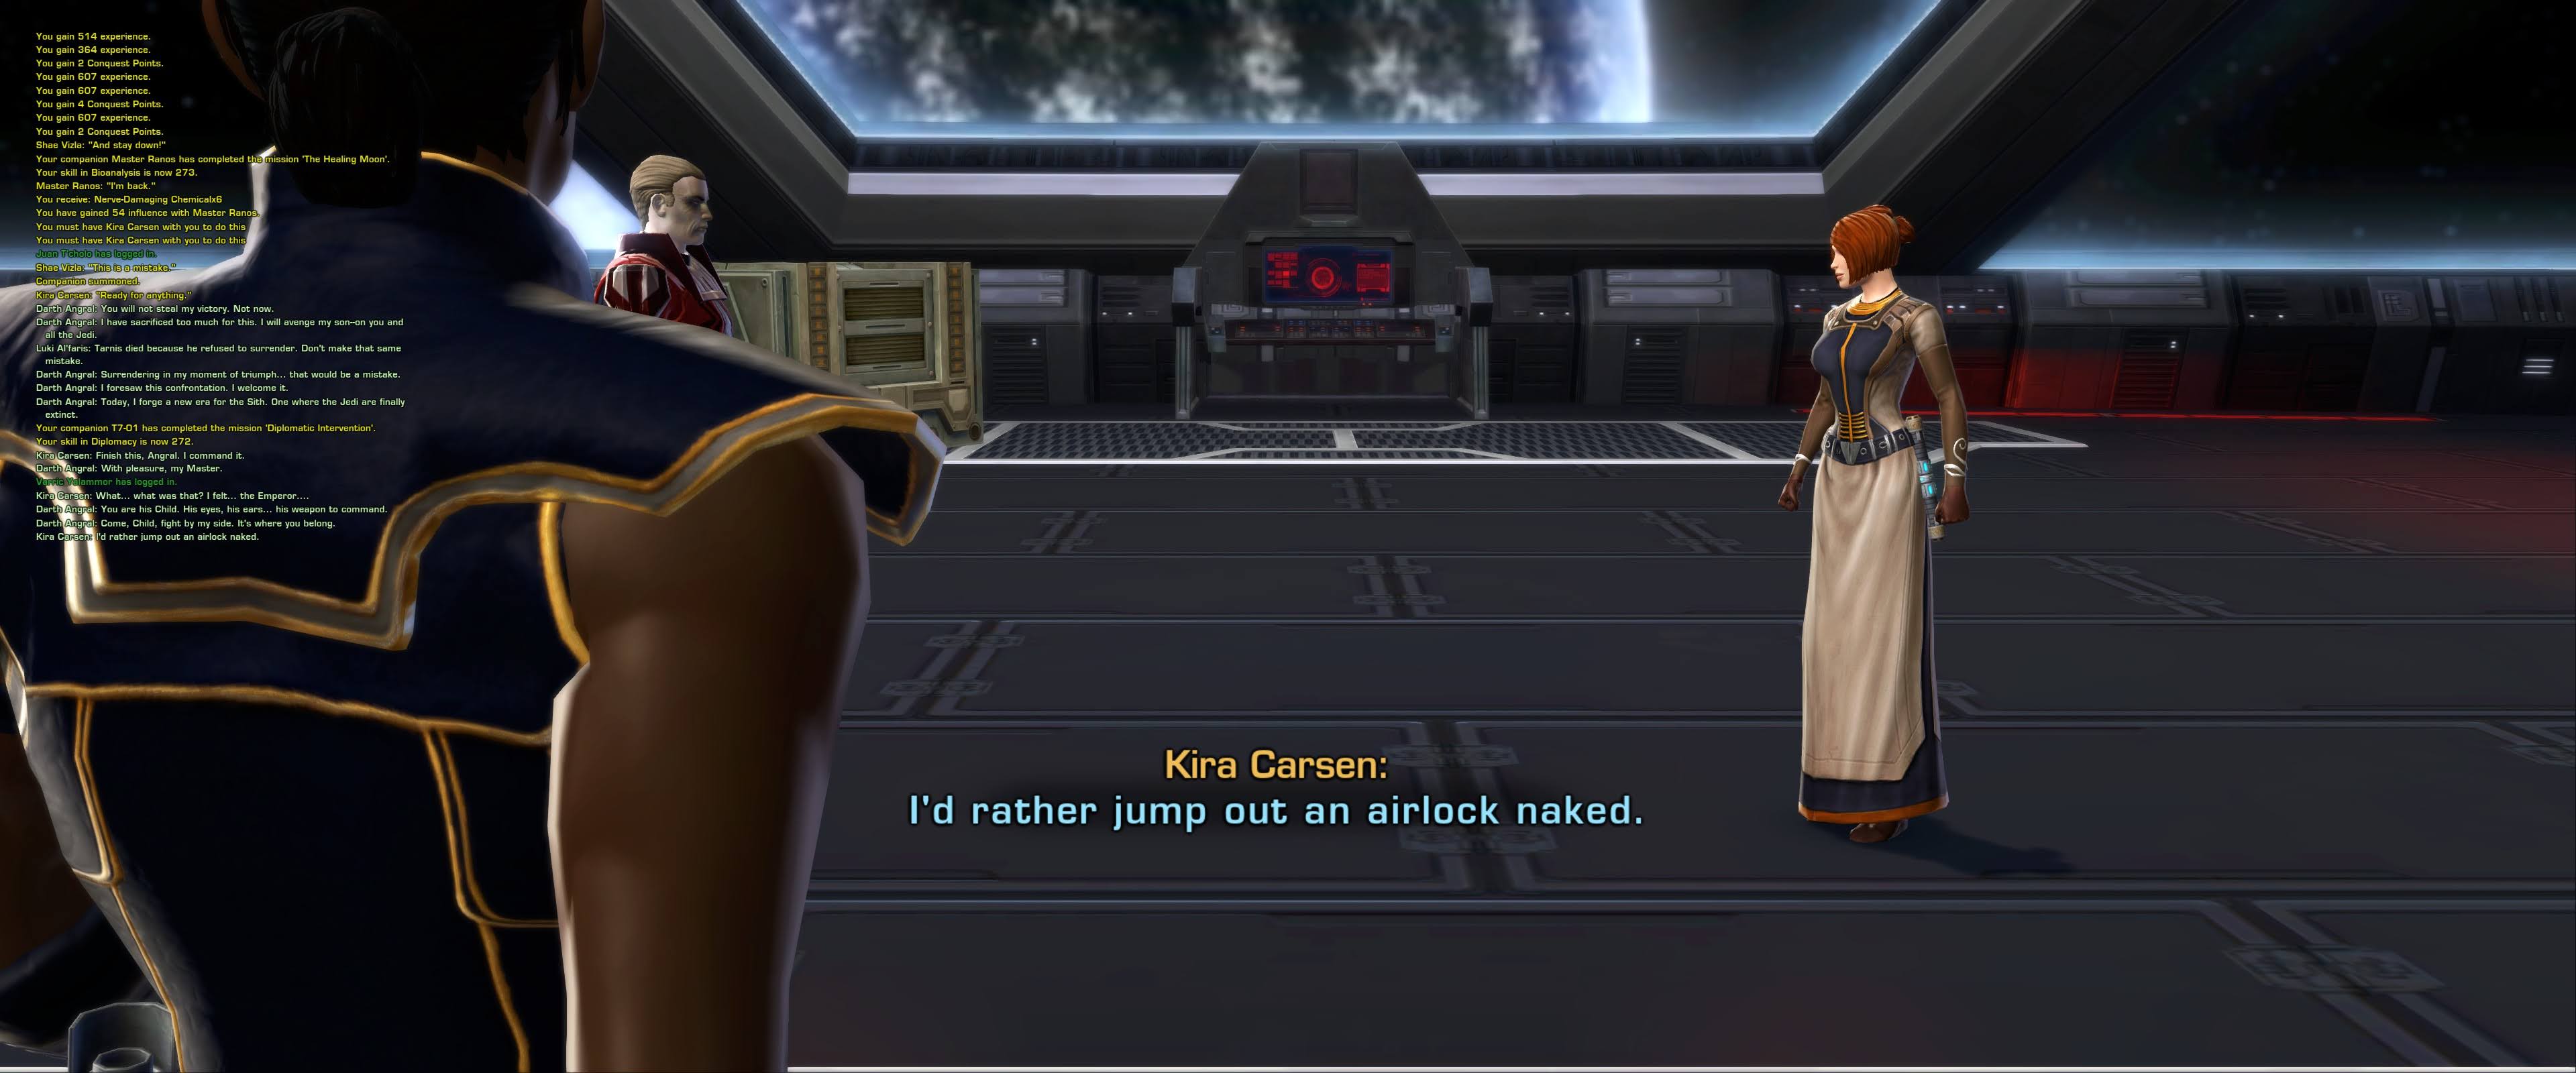 You gain 514 experience.
You gain 364 experience.
You gain 2 Conquest Points.
You gain 607 experience.
You gain 607 experience.
You gain 4 Conquest Points.
You gain 607 experience.
You gain 2 Conquest Points.
Shae Vizla: "And stay down!"
Your companion Master Ranos has completed the mission 'The Healing Moon'.
Your skill in Bioanalysis is now 273.
Master Ranos: "I'm back."
You receive: Nerve-Damaging Chemicalx6
You have gained 54 influence with Master Ranos.
You must have Kira Carsen with you to do this
You must have Kira Carsen with you to do this
Juan T'cholo has logged in.
Shae Vizla: "This is a mistake."
Companion summoned.
Kira Carsen: "Ready for anything."
Darth Angral: You will not steal my victory. Not now.
Darth Angral: I have sacrificed too much for this. I will avenge my son—on you and
all the Jedi.
Luki Al'faris: Tarnis died because he refused to surrender. Don't make that same
mistake.
Darth Angral: Surrendering in my moment of triumph... that would be a mistake.
Darth Angral: I foresaw this confrontation. I welcome it.
Darth Angral: Today, I forge a new era for the Sith. One where the Jedi are finally
extinct.
Your companion T7-O1 has completed the mission 'Diplomatic Intervention'.
Your skill in Diplomacy is now 272.
Kira Carsen: Finish this, Angral. I command it.
Darth Angral: With pleasure, my Master.
has logged in.
Kira Carsen: What... what was that? I felt... the Emperor....
Darth Angral: You are his Child. His eyes, his ears... his weapon to command.
Darth Angral: Come, Child, fight by my side. It's where you belong.
Kira Carsen: I'd rather jump out an airlock naked.
Kira Carsen:
I'd rather jump out an airlock naked.